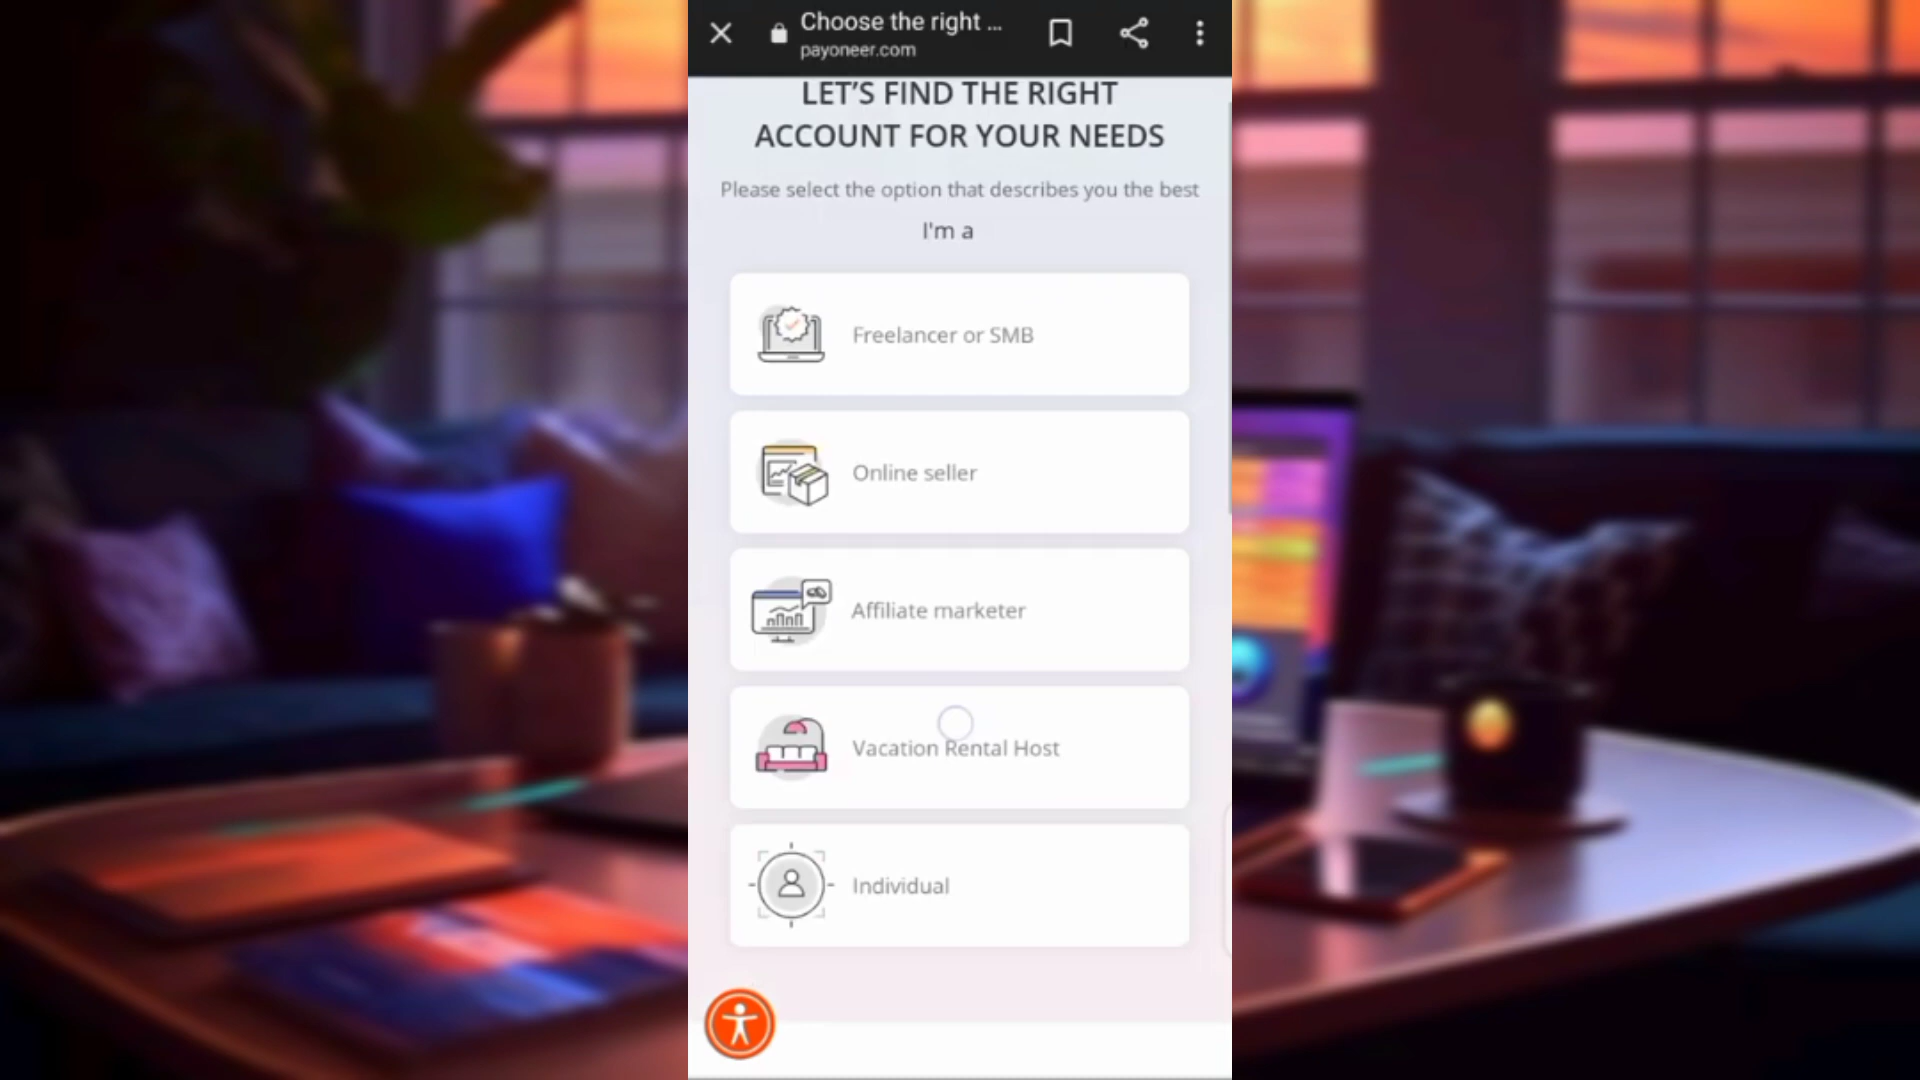 Choose the right ...
payoneer.com
LET'S FIND THE RIGHT
ACCOUNT FOR YOUR NEEDS
Please select the option that describes you the best
I'm a
Freelancer or SMB
Online seller
Affiliate marketer
Vacation Rental Host
Individual